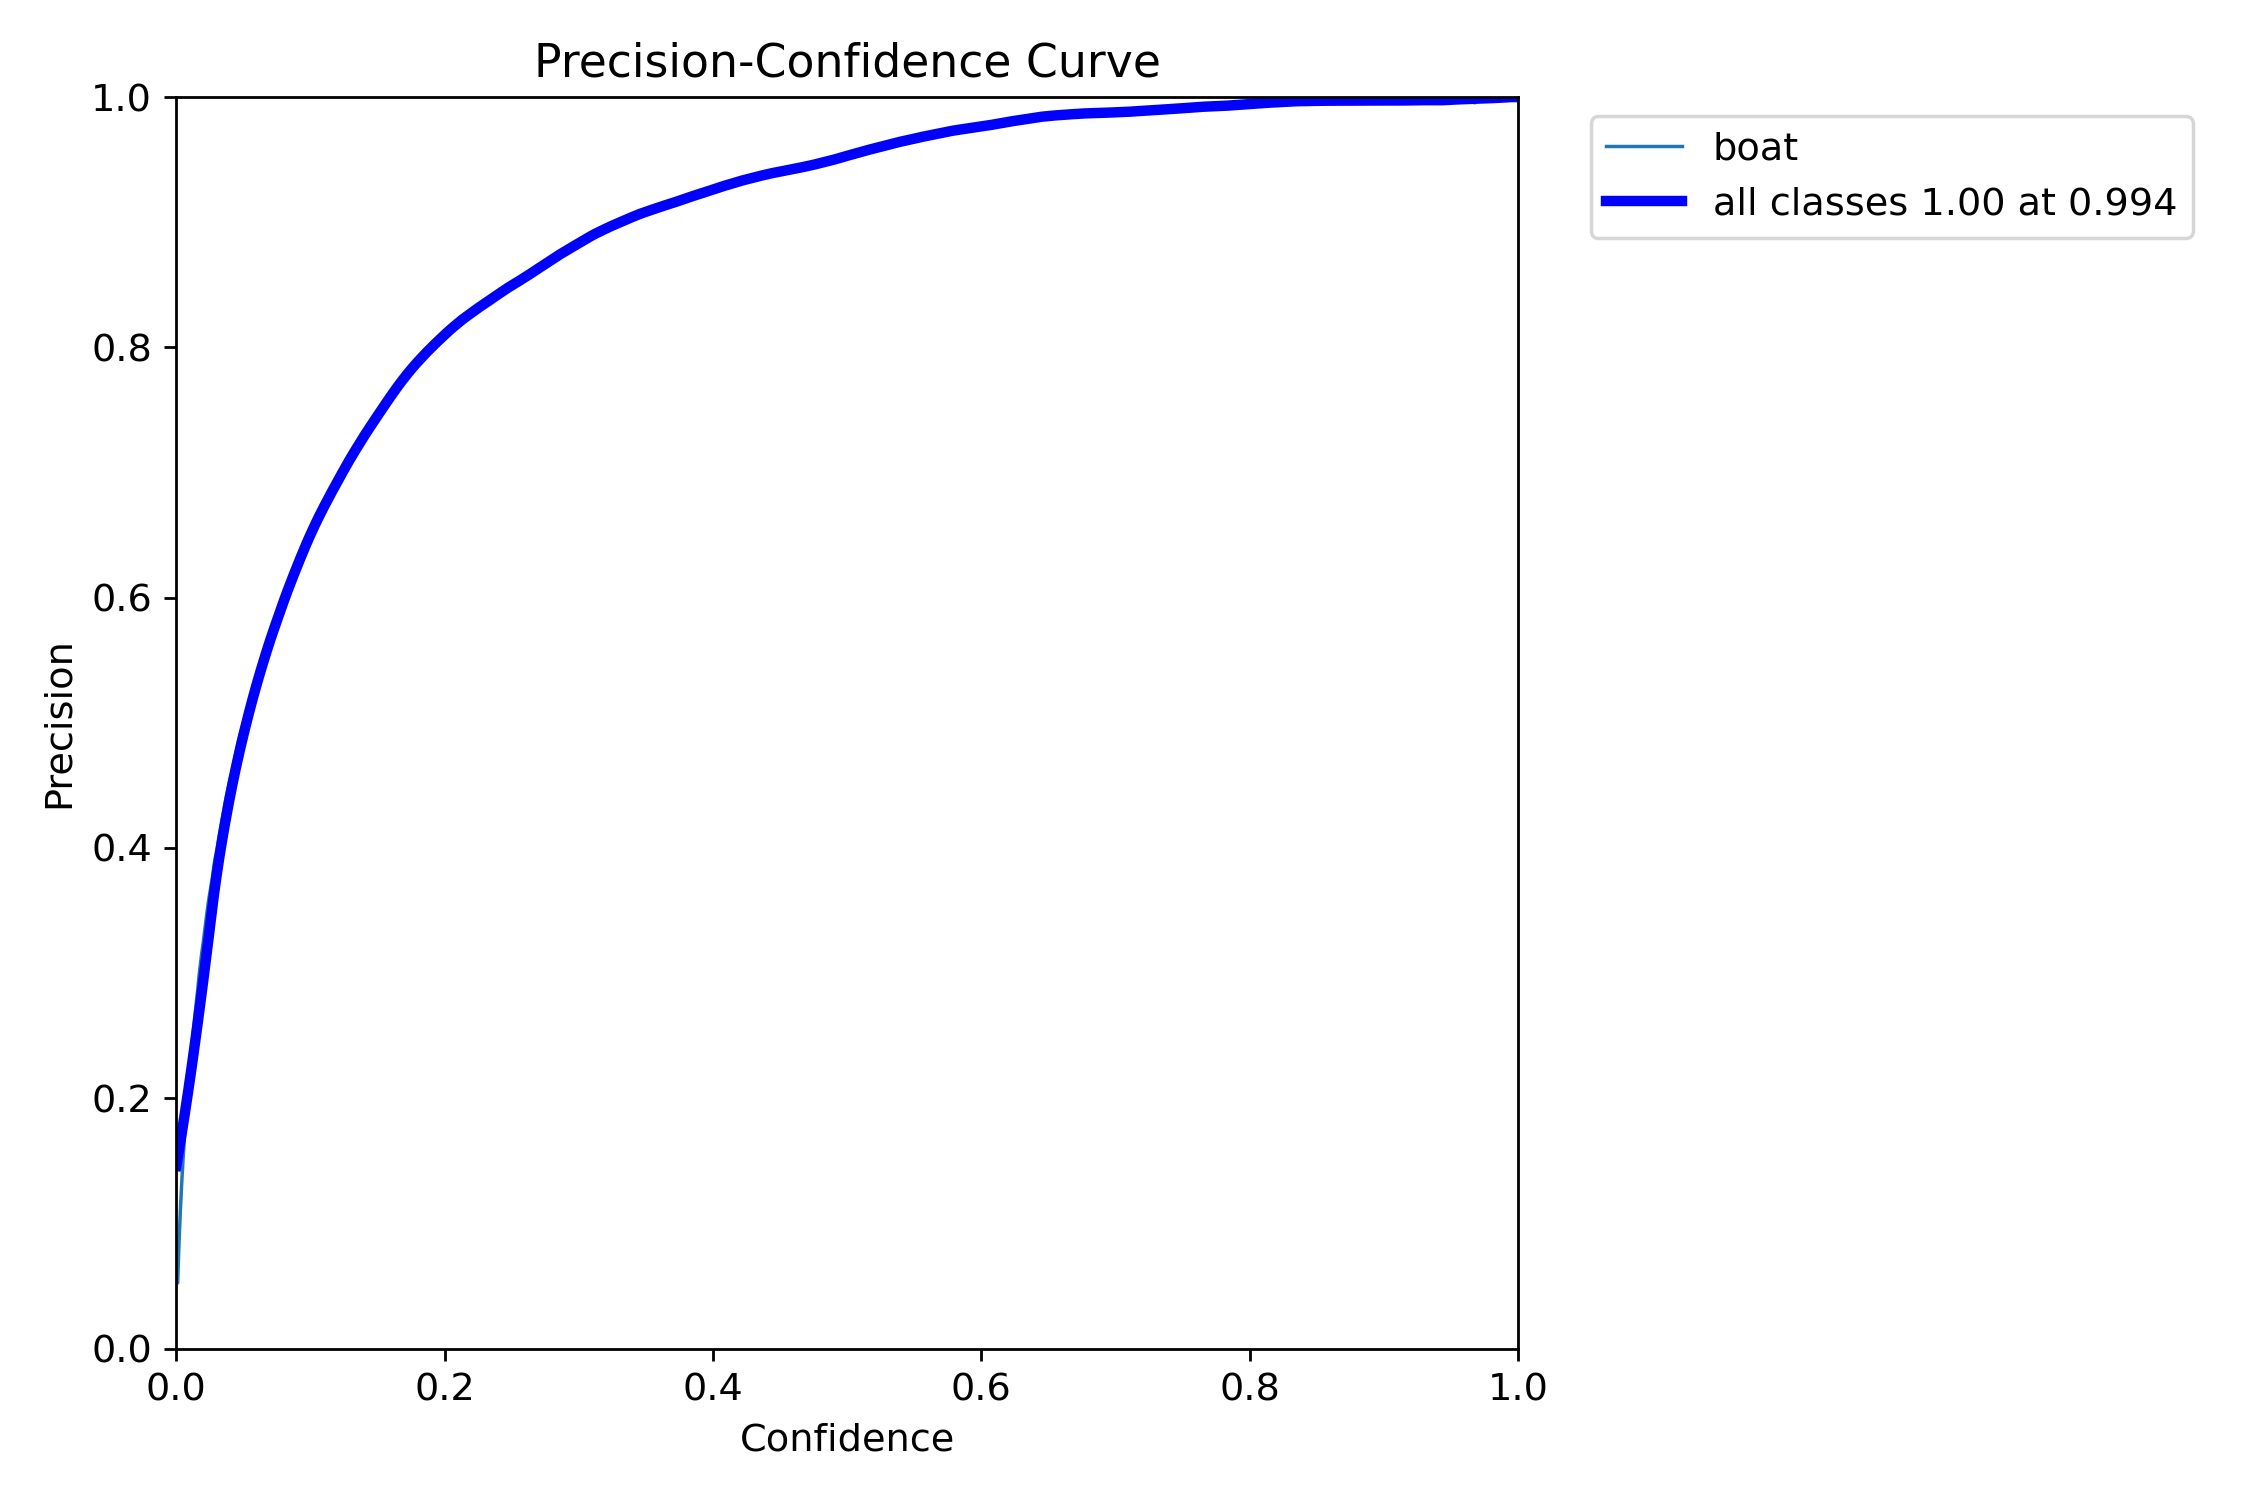 Precision-Confidence Curve
boat
all classes 1.00 at 0.994
Precision
1.0
0.8
0.6
0.4
0.2
0.0
0.0 0.2 0.4 0.6 0.8 1.0
Confidence